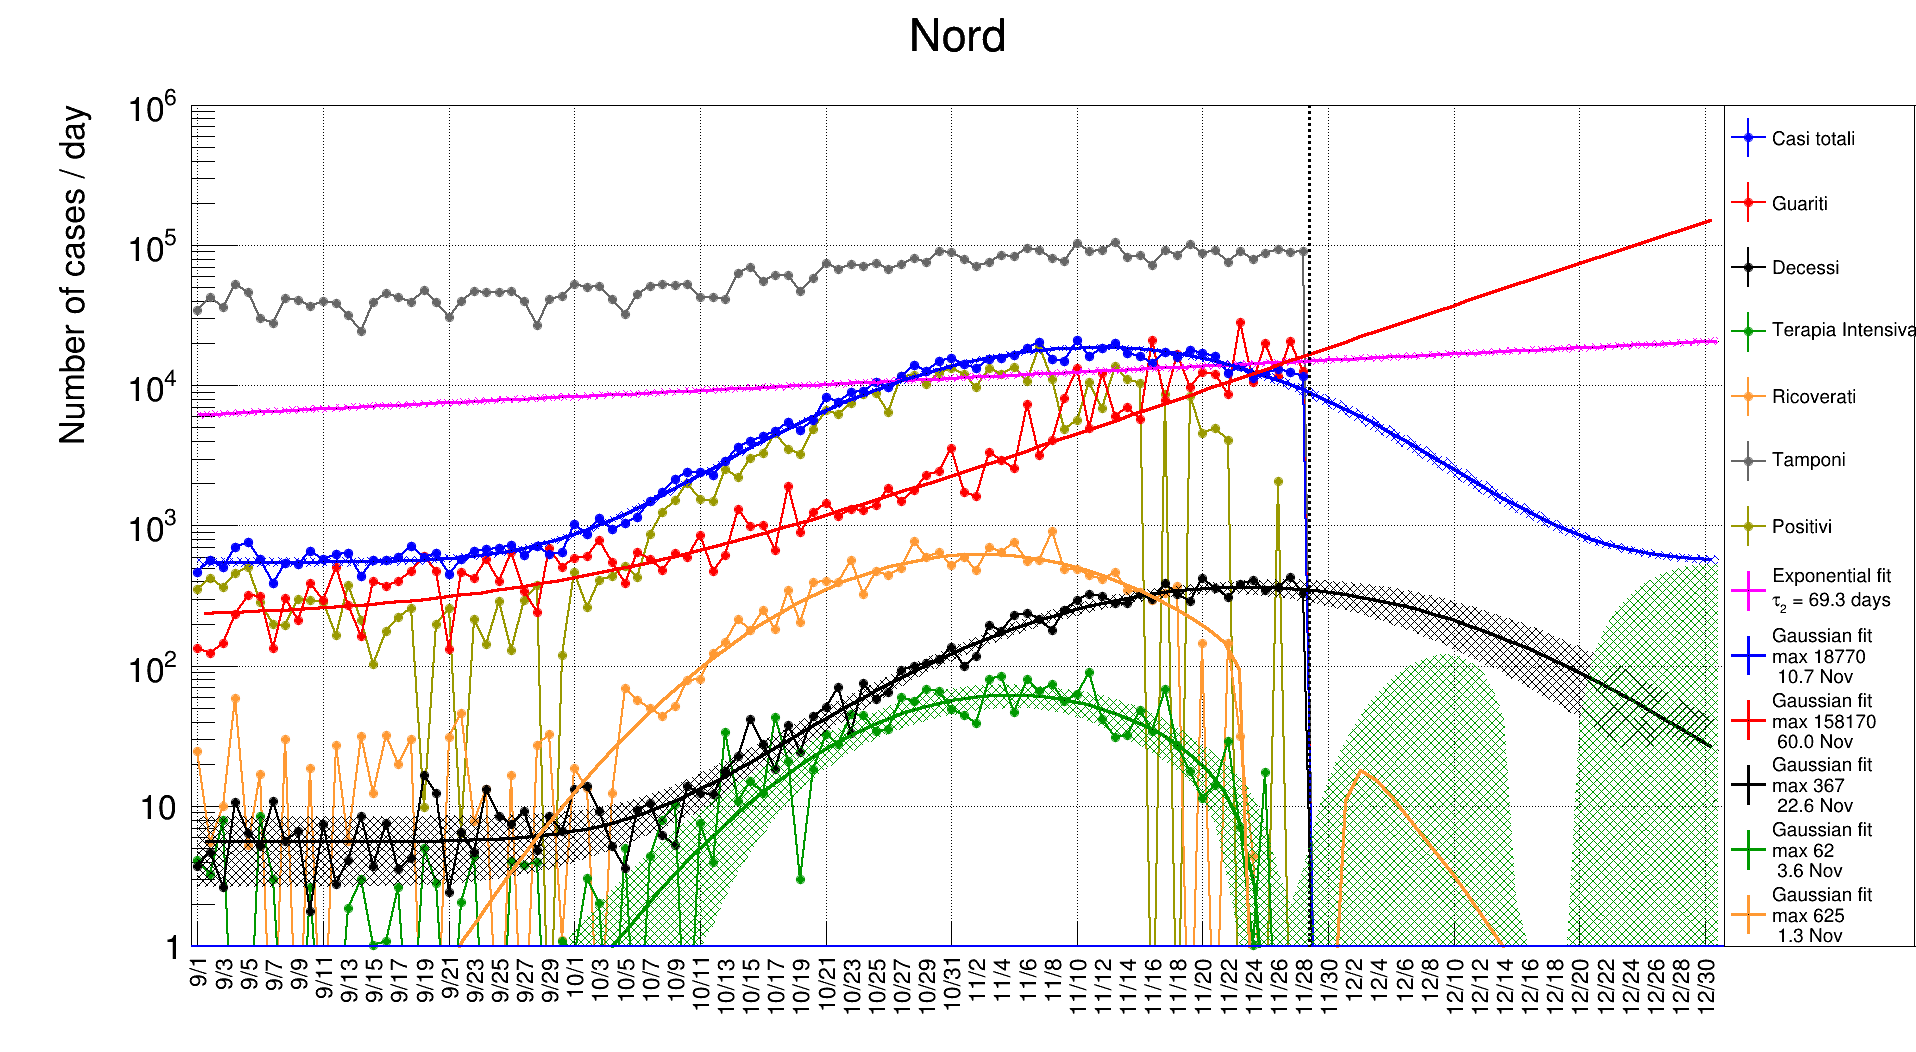 Nord
Number of cases / day
10^6
10^5
10^4
10^3
10^2
10
1
9/1 9/3 9/5 9/7 9/9 9/11 9/13 9/15 9/17 9/19 9/21 9/23 9/25 9/27 9/29 10/1 10/3 10/5 10/7 10/9 10/11 10/13 10/15 10/17 10/19 10/21 10/23 10/25 10/27 10/29 10/31 11/2 11/4 11/6 11/8 11/10 11/12 11/14 11/16 11/18 11/20 11/22 11/24 11/26 11/28 11/30 12/2 12/4 12/6 12/8 12/10 12/12 12/14 12/16 12/18 12/20 12/22 12/24 12/26 12/28 12/30
Casi totali
Guariti
Decessi
Terapia Intensiva
Ricoverati
Tamponi
Positivi
Exponential fit
τ₂ = 69.3 days
Gaussian fit
max 18770
10.7 Nov
Gaussian fit
max 158170
60.0 Nov
Gaussian fit
max 367
22.6 Nov
Gaussian fit
max 62
3.6 Nov
Gaussian fit
max 625
1.3 Nov